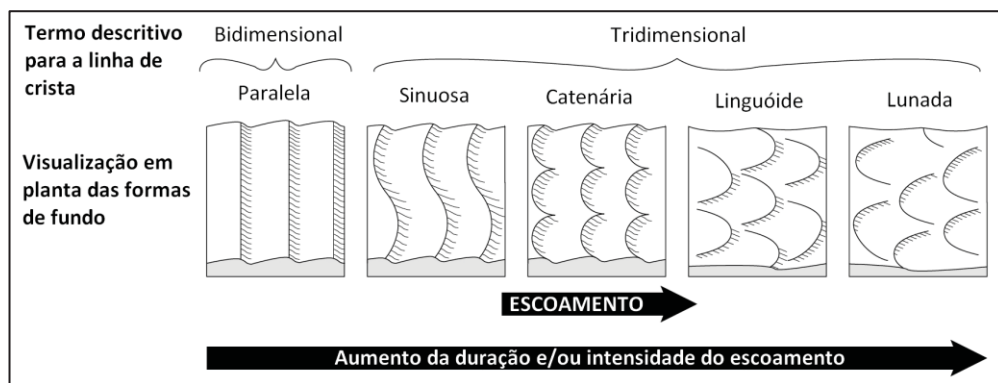 Termo descritivo
para a linha de
crista
Bidimensional
Tridimensional
Paralela
Sinuosa
Catenária
Linguóide
Lunada
Visualização em
planta das formas
de fundo
ESCOAMENTO
Aumento da duração e/ou intensidade do escoamento